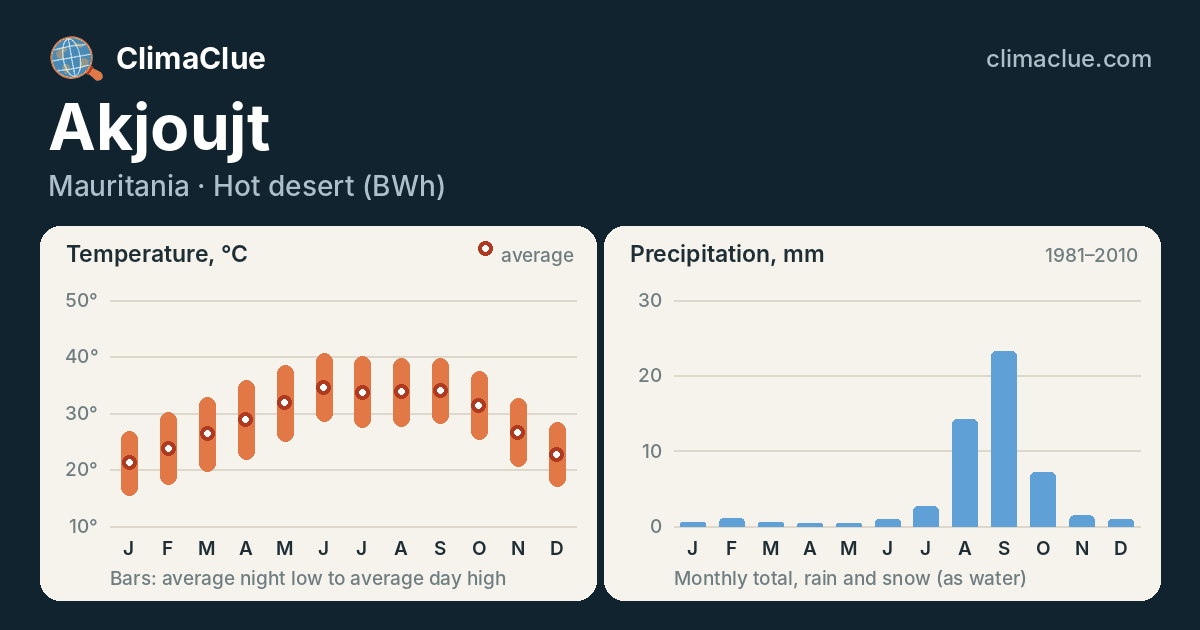 ClimaClue
climaclue.com
Akjoujt
Mauritania · Hot desert (BWh)
Temperature, °C
average
50°
40°
30°
20°
10°
J F M A M J J A S O N D
Bars: average night low to average day high
Precipitation, mm
1981–2010
30
20
10
0
J F M A M J J A S O N D
Monthly total, rain and snow (as water)